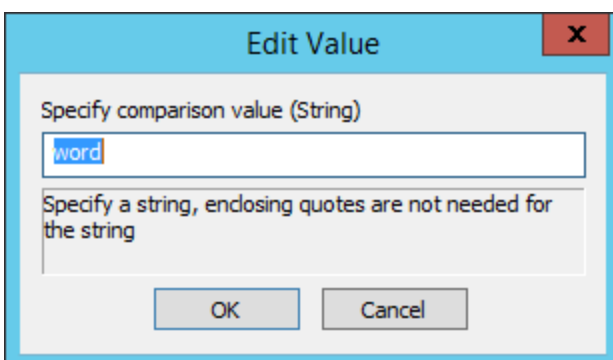 Edit Value
x
Specify comparison value (String)
word
Specify a string, enclosing quotes are not needed for
the string
OK Cancel